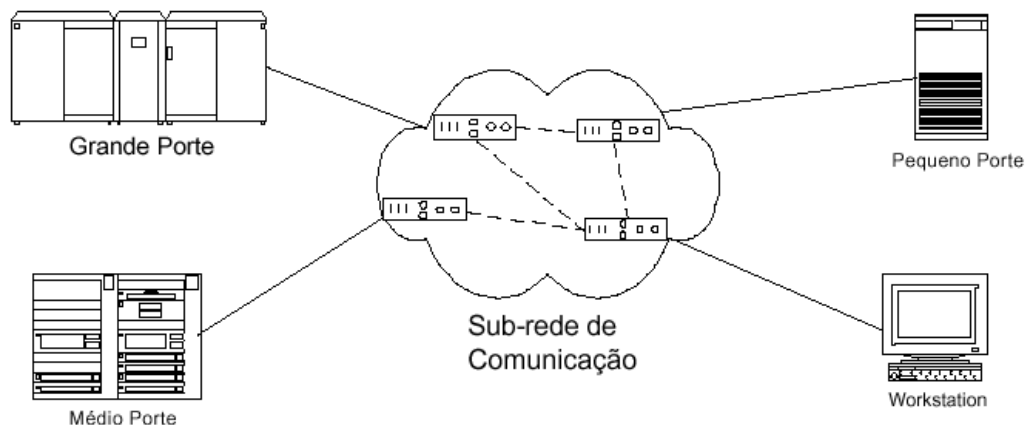 Grande Porte
Pequeno Porte
Sub-rede de
Comunicação
Médio Porte
Workstation